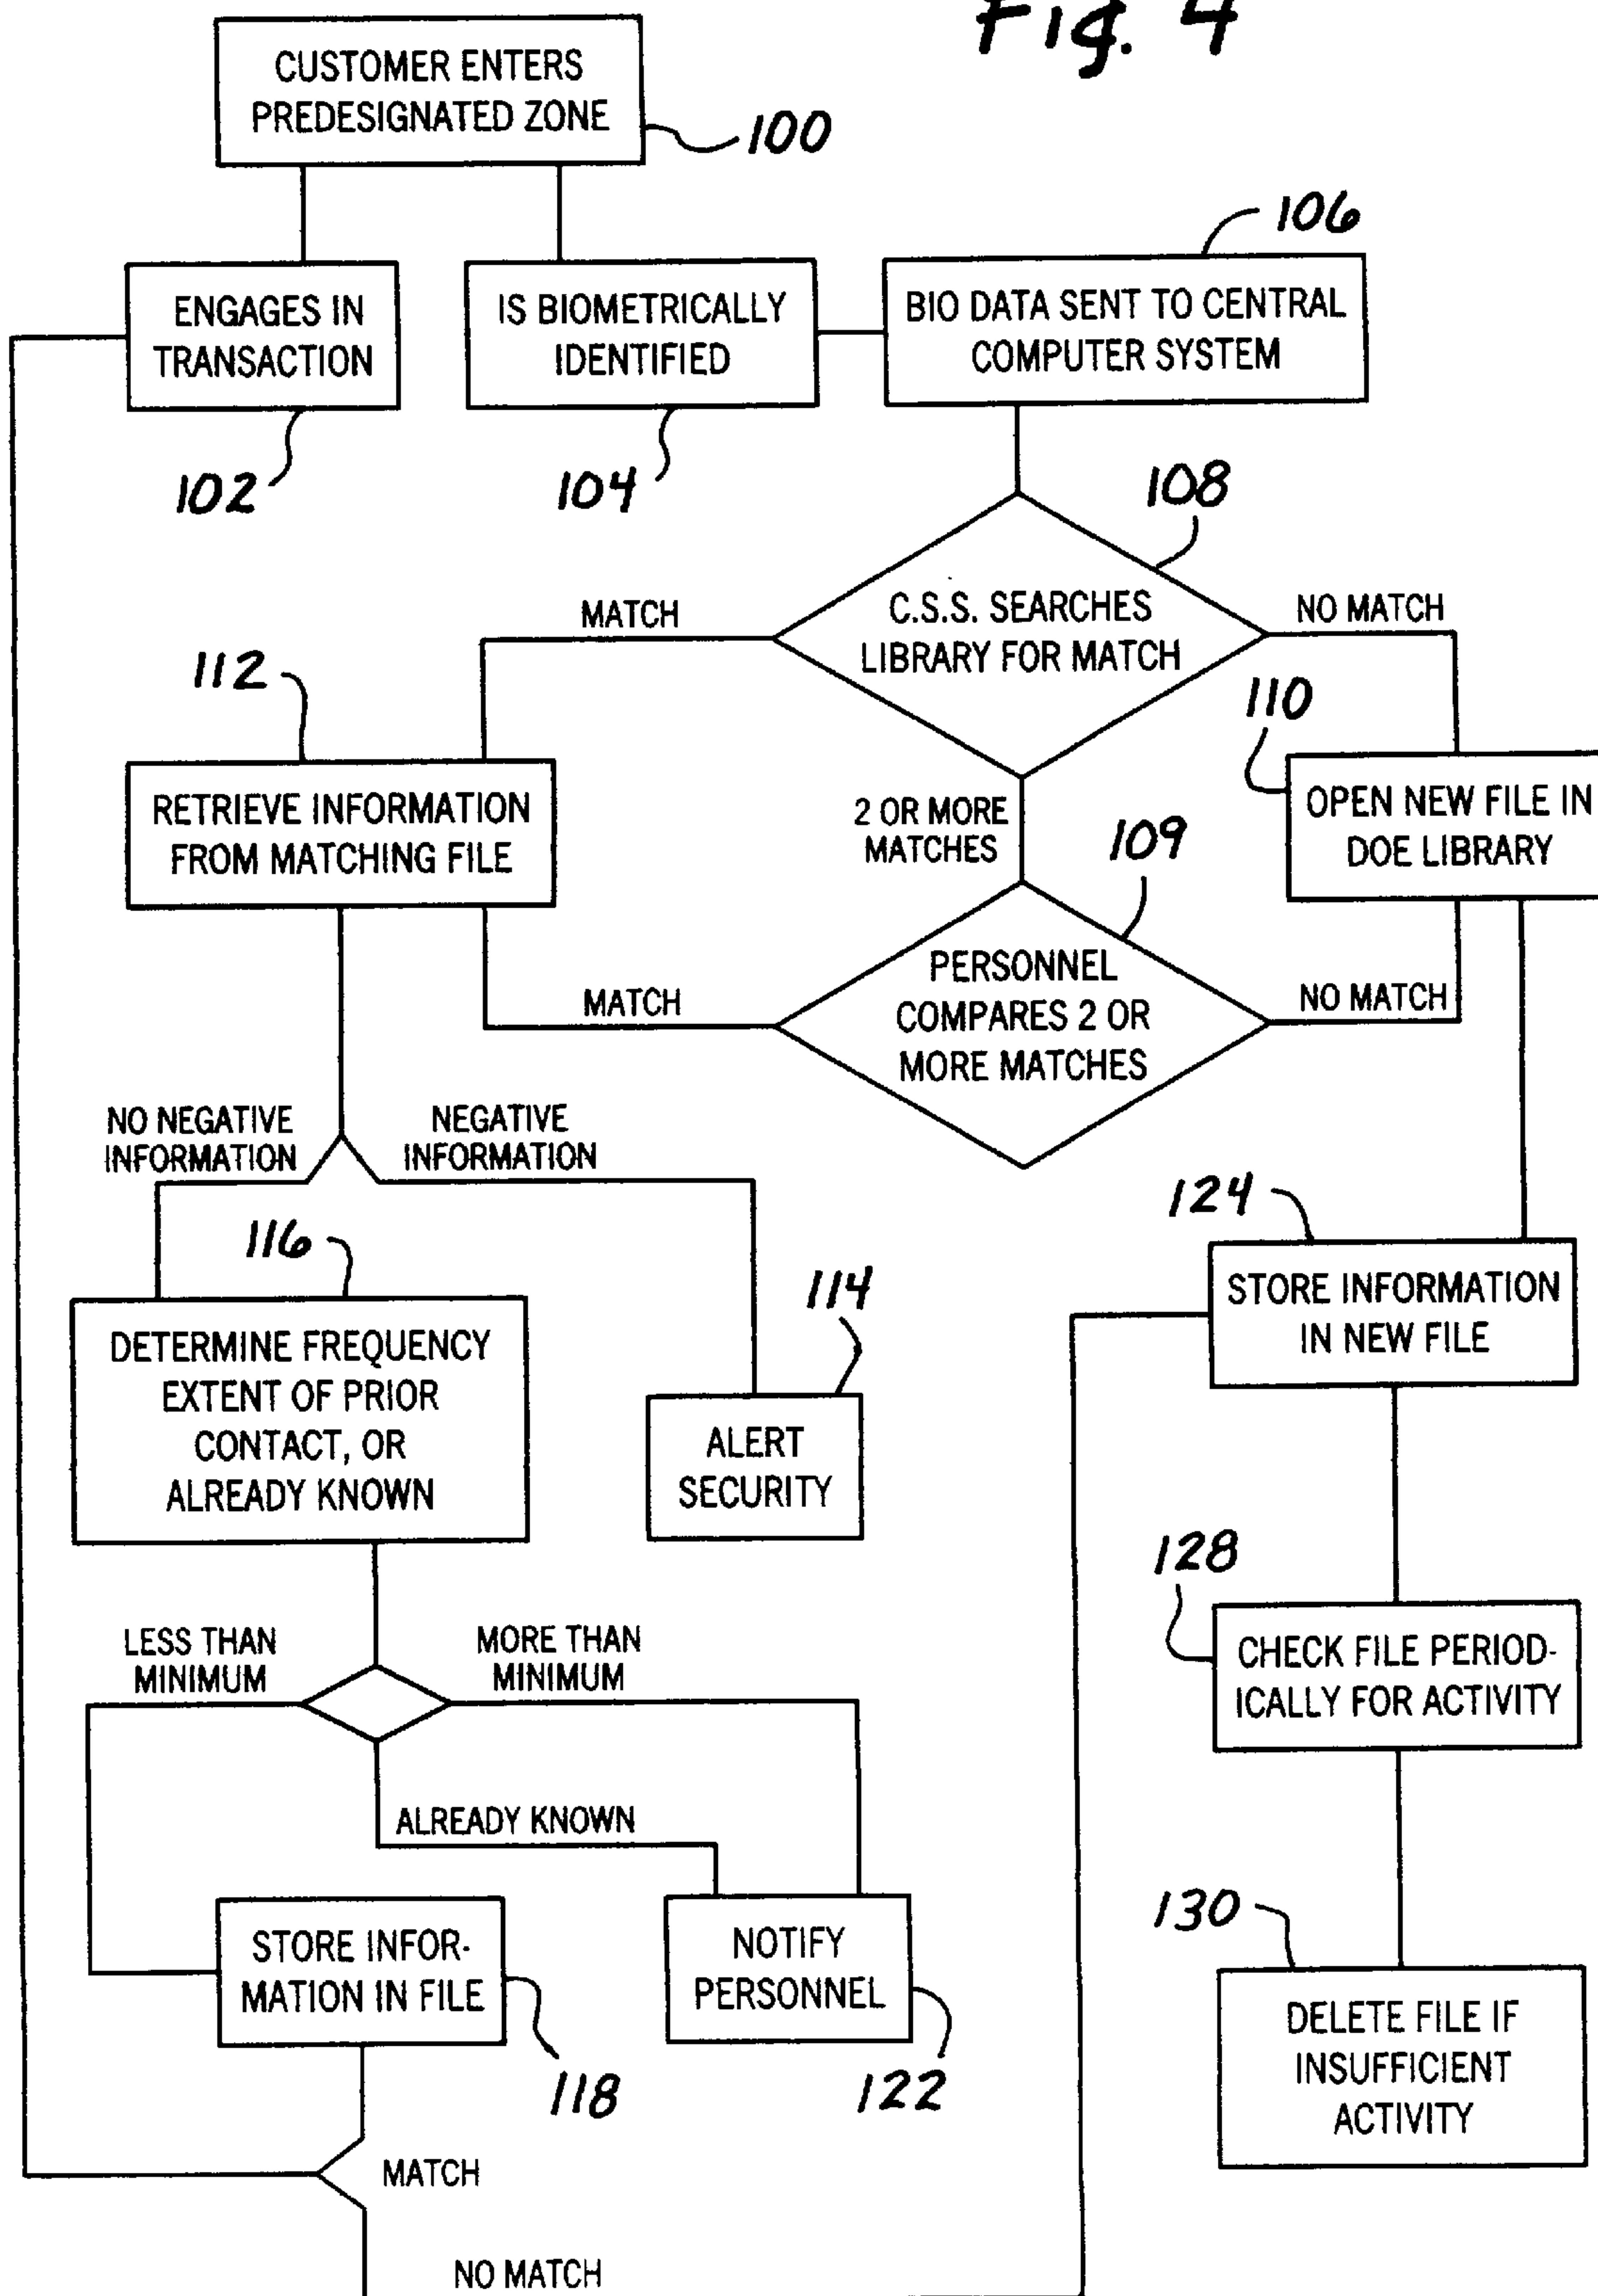 Fig. 4
CUSTOMER ENTERS
PREDESIGNATED ZONE
100
106
ENGAGES IN
TRANSACTION
IS BIOMETRICALLY
IDENTIFIED
BIO DATA SENT TO CENTRAL
COMPUTER SYSTEM
102
104
108
C.S.S. SEARCHES
LIBRARY FOR MATCH
MATCH
NO MATCH
112
110
RETRIEVE INFORMATION
FROM MATCHING FILE
2 OR MORE
MATCHES
109
OPEN NEW FILE IN
DOE LIBRARY
PERSONNEL
COMPARES 2 OR
MORE MATCHES
MATCH
NO MATCH
NO NEGATIVE
INFORMATION
NEGATIVE
INFORMATION
124
116
114
STORE INFORMATION
IN NEW FILE
DETERMINE FREQUENCY
EXTENT OF PRIOR
CONTACT, OR
ALREADY KNOWN
ALERT
SECURITY
128
LESS THAN
MINIMUM
MORE THAN
MINIMUM
CHECK FILE PERIOD-
ICALLY FOR ACTIVITY
ALREADY KNOWN
130
STORE INFOR-
MATION IN FILE
NOTIFY
PERSONNEL
DELETE FILE IF
INSUFFICIENT
ACTIVITY
118
122
MATCH
NO MATCH